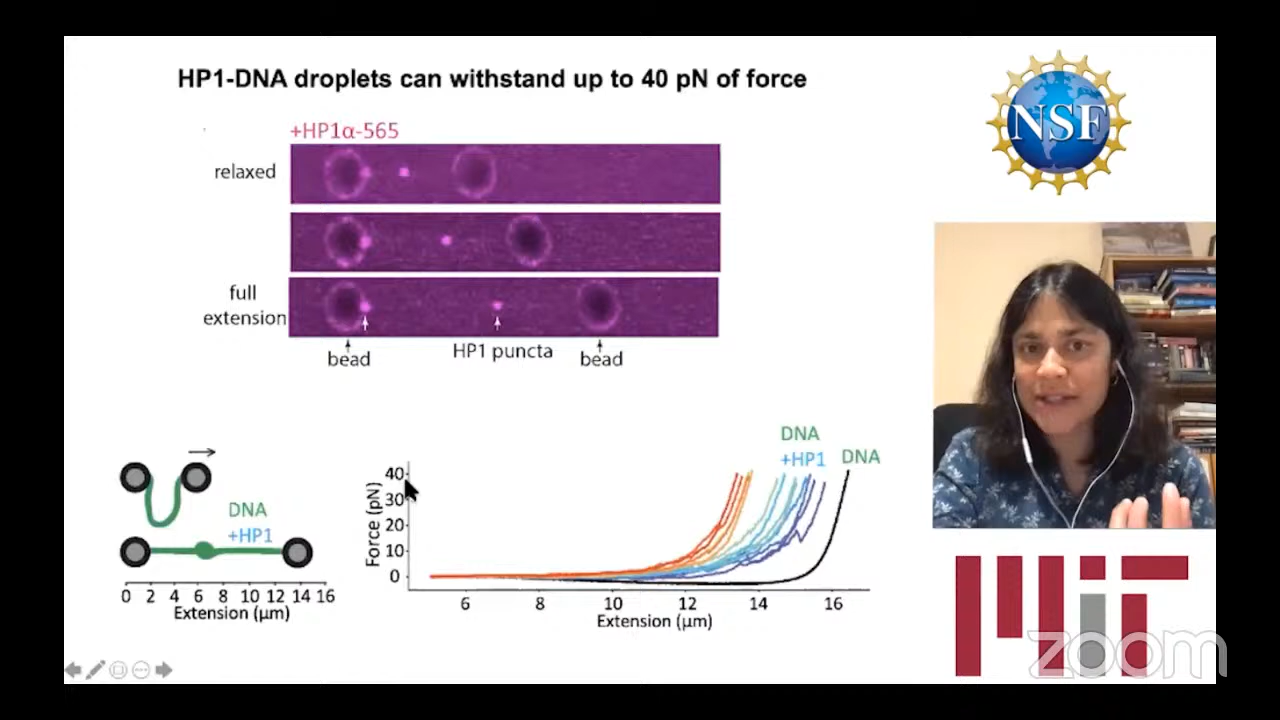 HP1-DNA droplets can withstand up to 40 pN of force
NSF
+HP1α-565
relaxed
full
extension
bead
HP1 puncta
bead
DNA
+HP1
0 2 4 6 8 10 12 14 16
Extension (μm)
DNA
+HP1
DNA
Force (pN)
40
30
20
10
0
6 8 10 12 14 16
Extension (μm)
MIT
zoom